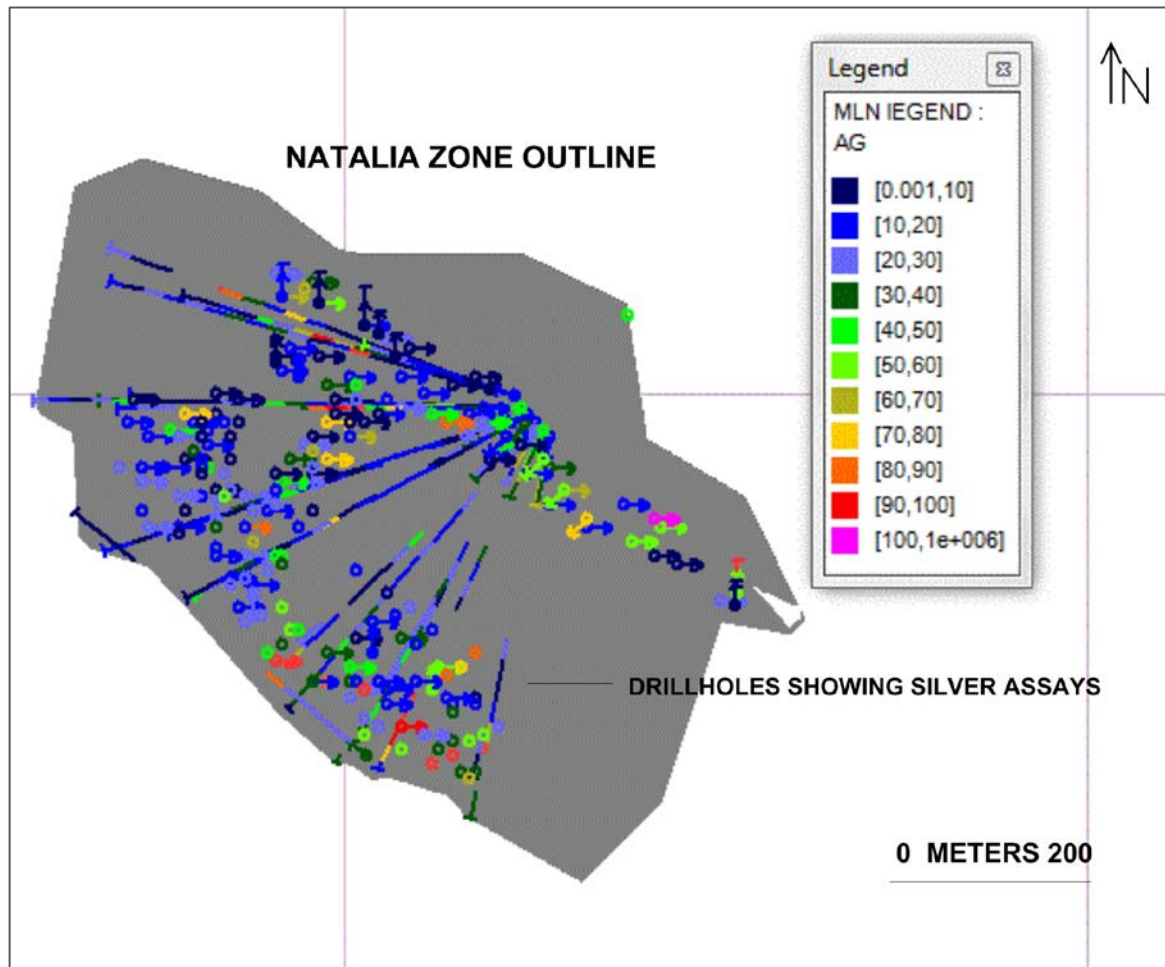 Legend
N
MLN lEGEND :
AG
NATALIA ZONE OUTLINE
[0.001,10]
[10,20]
[20,30]
[30,40]
[40,50]
[50,60]
[60,70]
[70,80]
[80,90]
[90,100]
[100,1e+006]
DRILLHOLES SHOWING SILVER ASSAYS
0 METERS 200